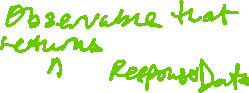 Observable that
returns
ResponseData